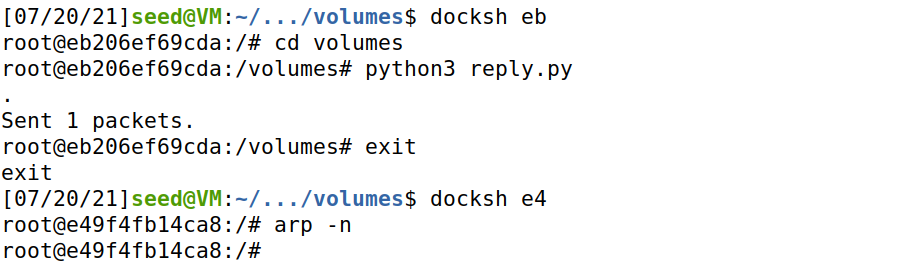 [07/20/21]seed@VM:~/.../volumes$ docksh eb
root@eb206ef69cda:/# cd volumes
root@eb206ef69cda:/volumes# python3 reply.py
.
Sent 1 packets.
root@eb206ef69cda:/volumes# exit
exit
[07/20/21]seed@VM:~/.../volumes$ docksh e4
root@e49f4fb14ca8:/# arp -n
root@e49f4fb14ca8:/#